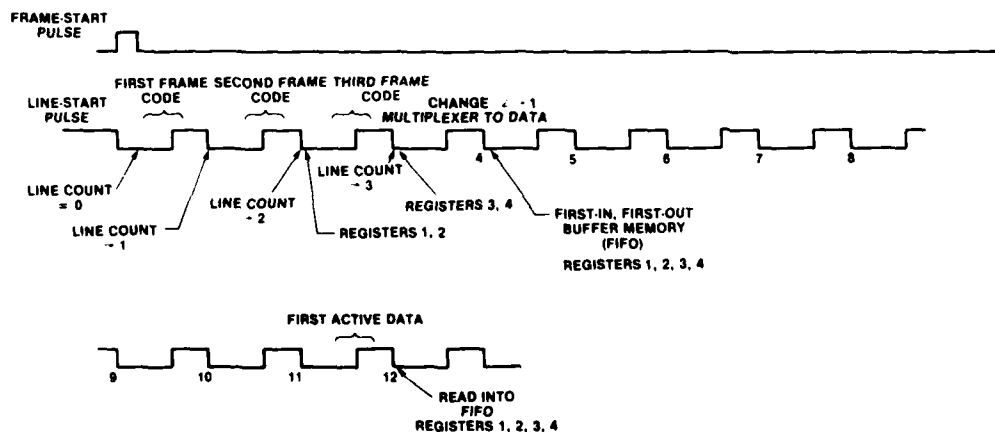 FRAME-START
PULSE
FIRST FRAME SECOND FRAME THIRD FRAME
CODE CODE CODE
LINE-START
PULSE
CHANGE - 1
MULTIPLEXER TO DATA
4 5 6 7 8
LINE COUNT
= 0
LINE COUNT
- 1
LINE COUNT
- 2
LINE COUNT
- 3
REGISTERS 1, 2
REGISTERS 3, 4
FIRST-IN, FIRST-OUT
BUFFER MEMORY
(FIFO)
REGISTERS 1, 2, 3, 4
FIRST ACTIVE DATA
9 10 11 12
READ INTO
FIFO
REGISTERS 1, 2, 3, 4